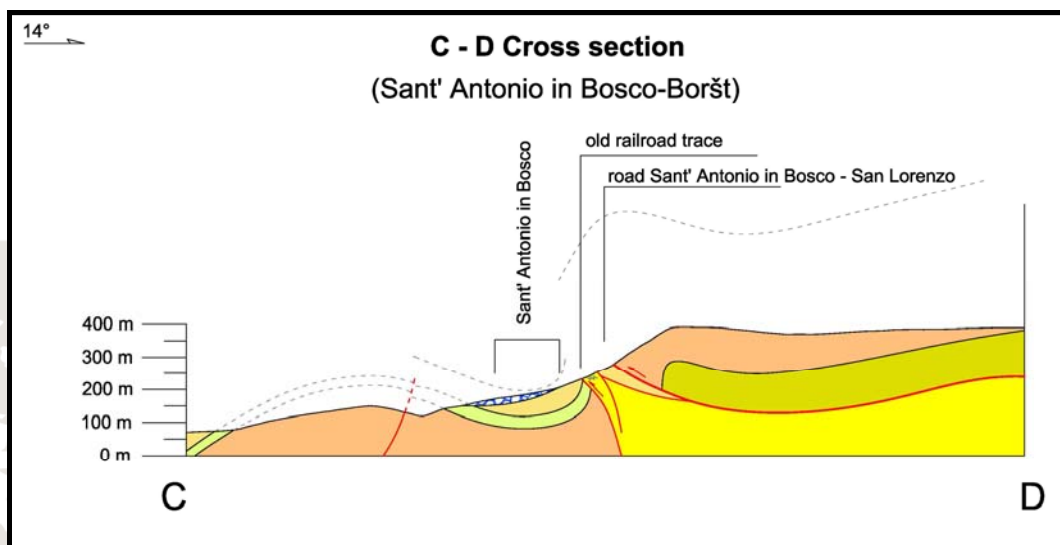 14°
C - D Cross section
(Sant' Antonio in Bosco-Boršt)
old railroad trace
road Sant' Antonio in Bosco - San Lorenzo
Sant' Antonio in Bosco
400 m
300 m
200 m
100 m
0 m
C
D